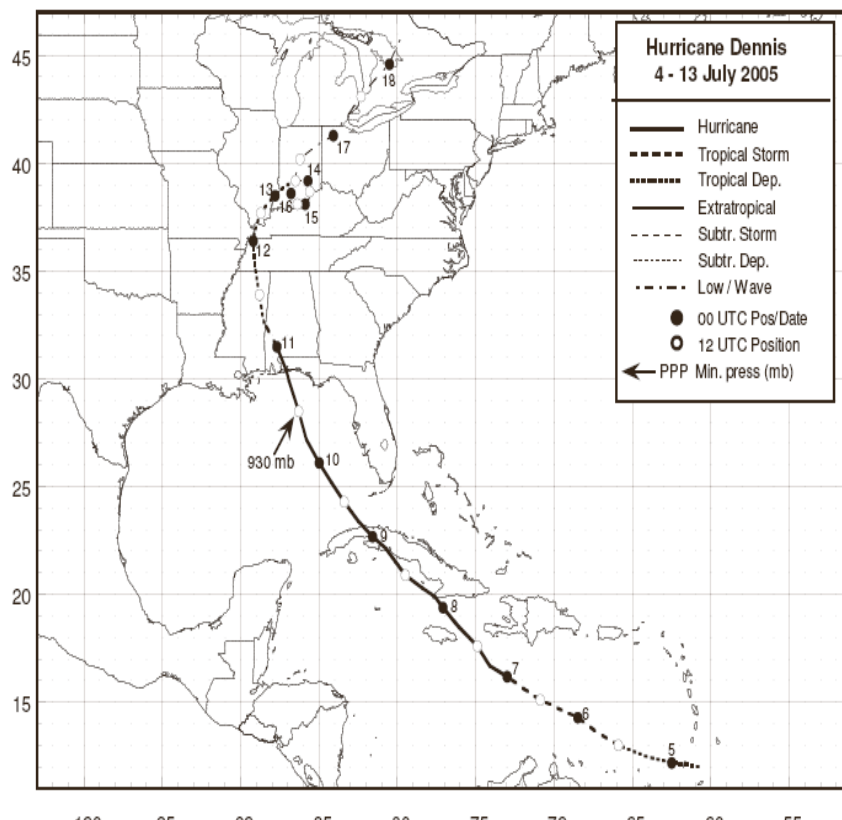 Hurricane Dennis
4 - 13 July 2005
Hurricane
Tropical Storm
Tropical Dep.
Extratropical
Subtr. Storm
Subtr. Dep.
Low / Wave
00 UTC Pos/Date
12 UTC Position
PPP Min. press (mb)
45
18
40
17
14
13
16
15
35
12
11
30
930 mb
10
25
9
20
8
7
15
6
5